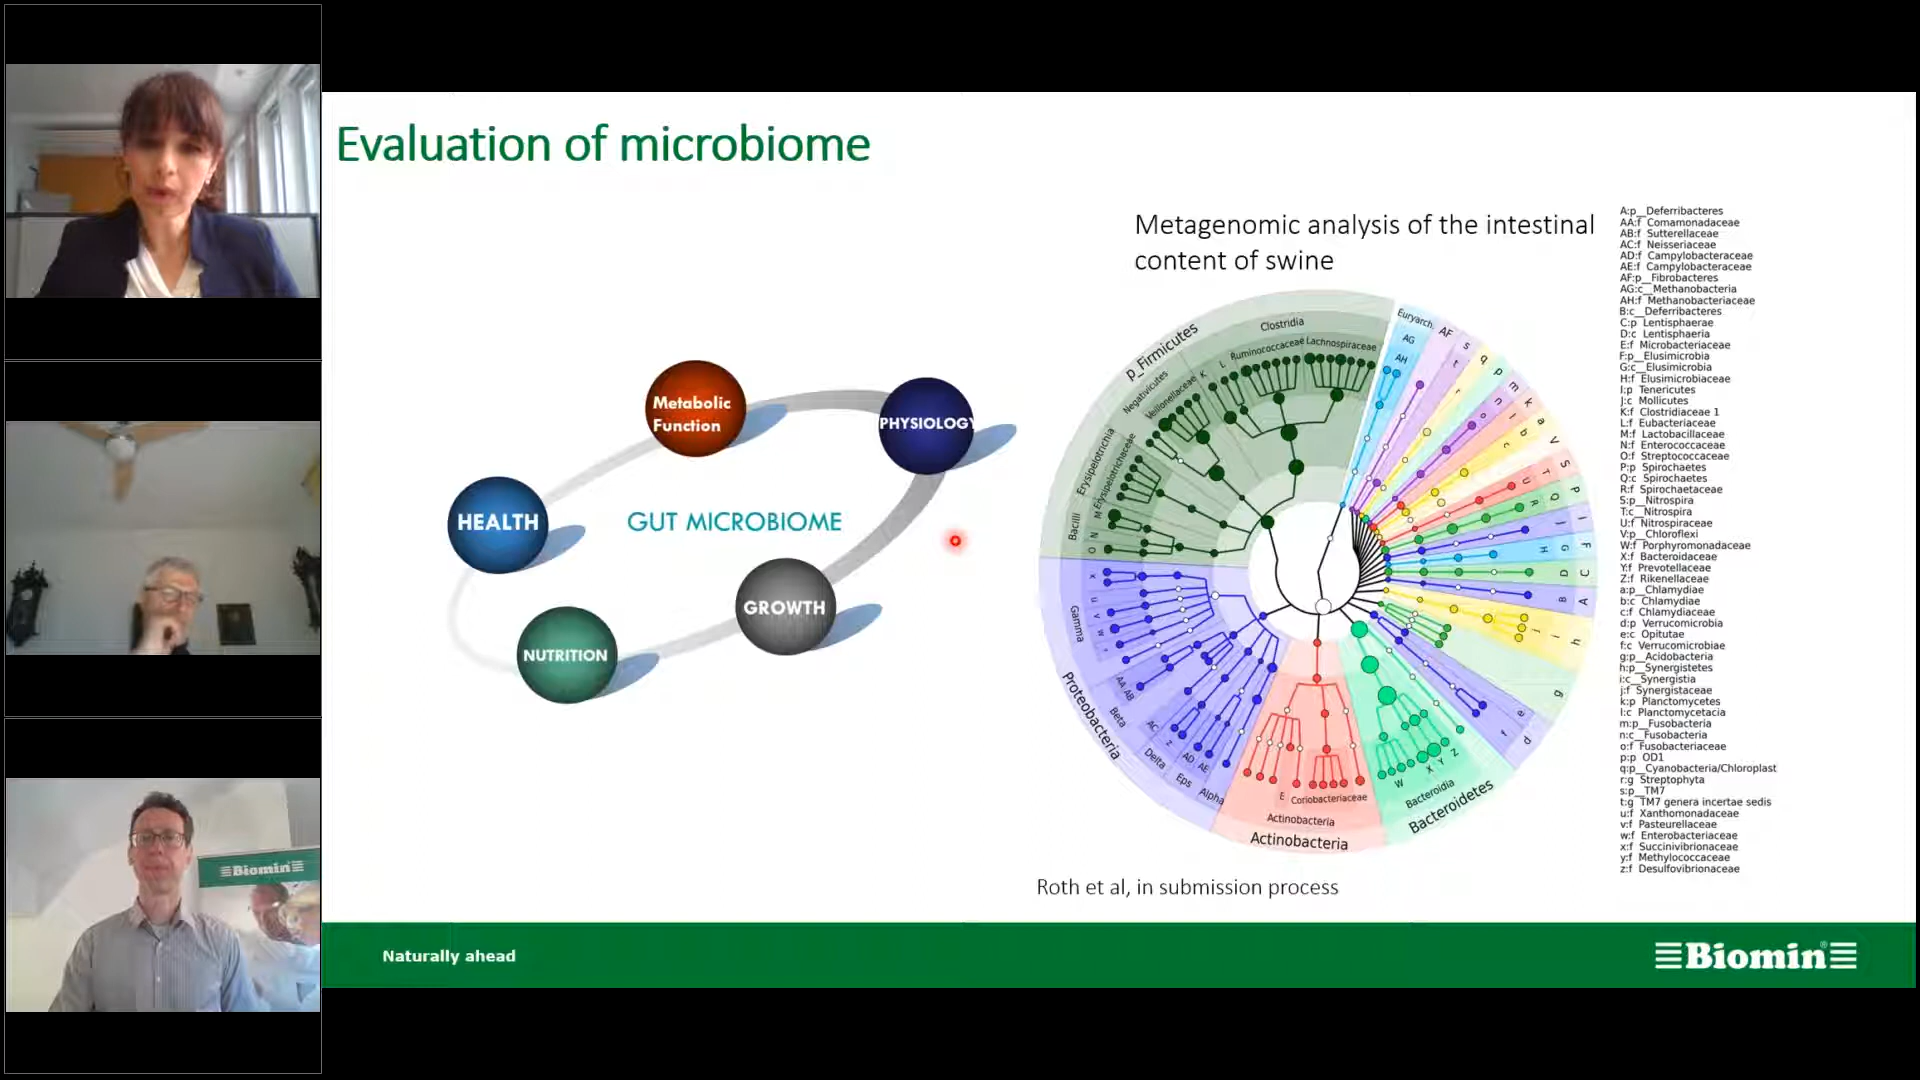 Evaluation of microbiome
Metagenomic analysis of the intestinal
content of swine
Metabolic
Function
PHYSIOLOGY
HEALTH
GUT MICROBIOME
GROWTH
NUTRITION
p_Firmicutes
Clostridia
Ruminococcaceae
Lachnospiraceae
L
K
Negativicutes
Veillonellaceae
Erysipelotrichia
Erysipelotrichaceae
Bacilli
M
N
O
Euryarch.
AG
AH
AF
s
t
q
r
p
m
n
o
k
l
a
b
c
V
S
T
U
P
Q
R
I
J
F
G
H
C
D
A
B
h
i
j
g
e
f
d
Gamma
x
u
v
w
Proteobacteria
AA
AB
Beta
AC
z
Delta
AD
AE
Eps
Alpha
E
Coriobacteriaceae
Actinobacteria
Actinobacteria
W
X
Y
Z
Bacteroidia
Bacteroidetes
A:p__Deferribacteres
AA:f Comamonadaceae
AB:f Sutterellaceae
AC:f Neisseriaceae
AD:f Campylobacteraceae
AE:f Campylobacteraceae
AF:p__Fibrobacteres
AG:c__Methanobacteria
AH:f Methanobacteriaceae
B:c__Deferribacteres
C:p Lentisphaerae
D:c Lentisphaeria
E:f Microbacteriaceae
F:p__Elusimicrobia
G:c__Elusimicrobia
H:f Elusimicrobiaceae
I:p Tenericutes
J:c Mollicutes
K:f Clostridiaceae 1
L:f Eubacteriaceae
M:f Lactobacillaceae
N:f Enterococcaceae
O:f Streptococcaceae
P:p Spirochaetes
Q:c Spirochaetes
R:f Spirochaetaceae
S:p__Nitrospira
T:c__Nitrospira
U:f Nitrospiraceae
V:p__Chloroflexi
W:f Porphyromonadaceae
X:f Bacteroidaceae
Y:f Prevotellaceae
Z:f Rikenellaceae
a:p__Chlamydiae
b:c Chlamydiae
c:f Chlamydiaceae
d:p Verrucomicrobia
e:c Opitutae
f:c Verrucomicrobiae
g:p__Acidobacteria
h:p__Synergistetes
i:c__Synergistia
j:f Synergistaceae
k:p Planctomycetes
l:c Planctomycetacia
m:p__Fusobacteria
n:c__Fusobacteria
o:f Fusobacteriaceae
p:p OD1
q:p__Cyanobacteria/Chloroplast
r:g Streptophyta
s:p__TM7
t:g TM7 genera incertae sedis
u:f Xanthomonadaceae
v:f Pasteurellaceae
w:f Enterobacteriaceae
x:f Succinivibrionaceae
y:f Methylococcaceae
z:f Desulfovibrionaceae
Roth et al, in submission process
Biomin
Naturally ahead
Biomin®